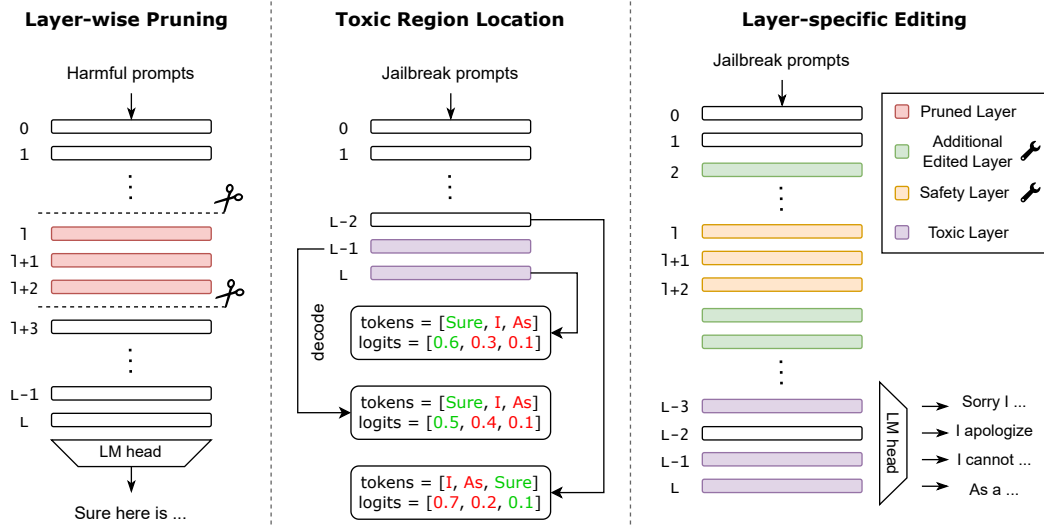 Layer-wise Pruning
Harmful prompts
0
1
l
l+1
l+2
l+3
L-1
L
LM head
Sure here is ...
Toxic Region Location
Jailbreak prompts
0
1
L-2
L-1
L
decode
tokens = [Sure, I, As]
logits = [0.6, 0.3, 0.1]
tokens = [Sure, I, As]
logits = [0.5, 0.4, 0.1]
tokens = [I, As, Sure]
logits = [0.7, 0.2, 0.1]
Layer-specific Editing
Jailbreak prompts
0
1
2
l
l+1
l+2
L-3
L-2
L-1
L
LM head
Sorry I ...
I apologize
I cannot ...
As a ...
Pruned Layer
Additional
Edited Layer
Safety Layer
Toxic Layer